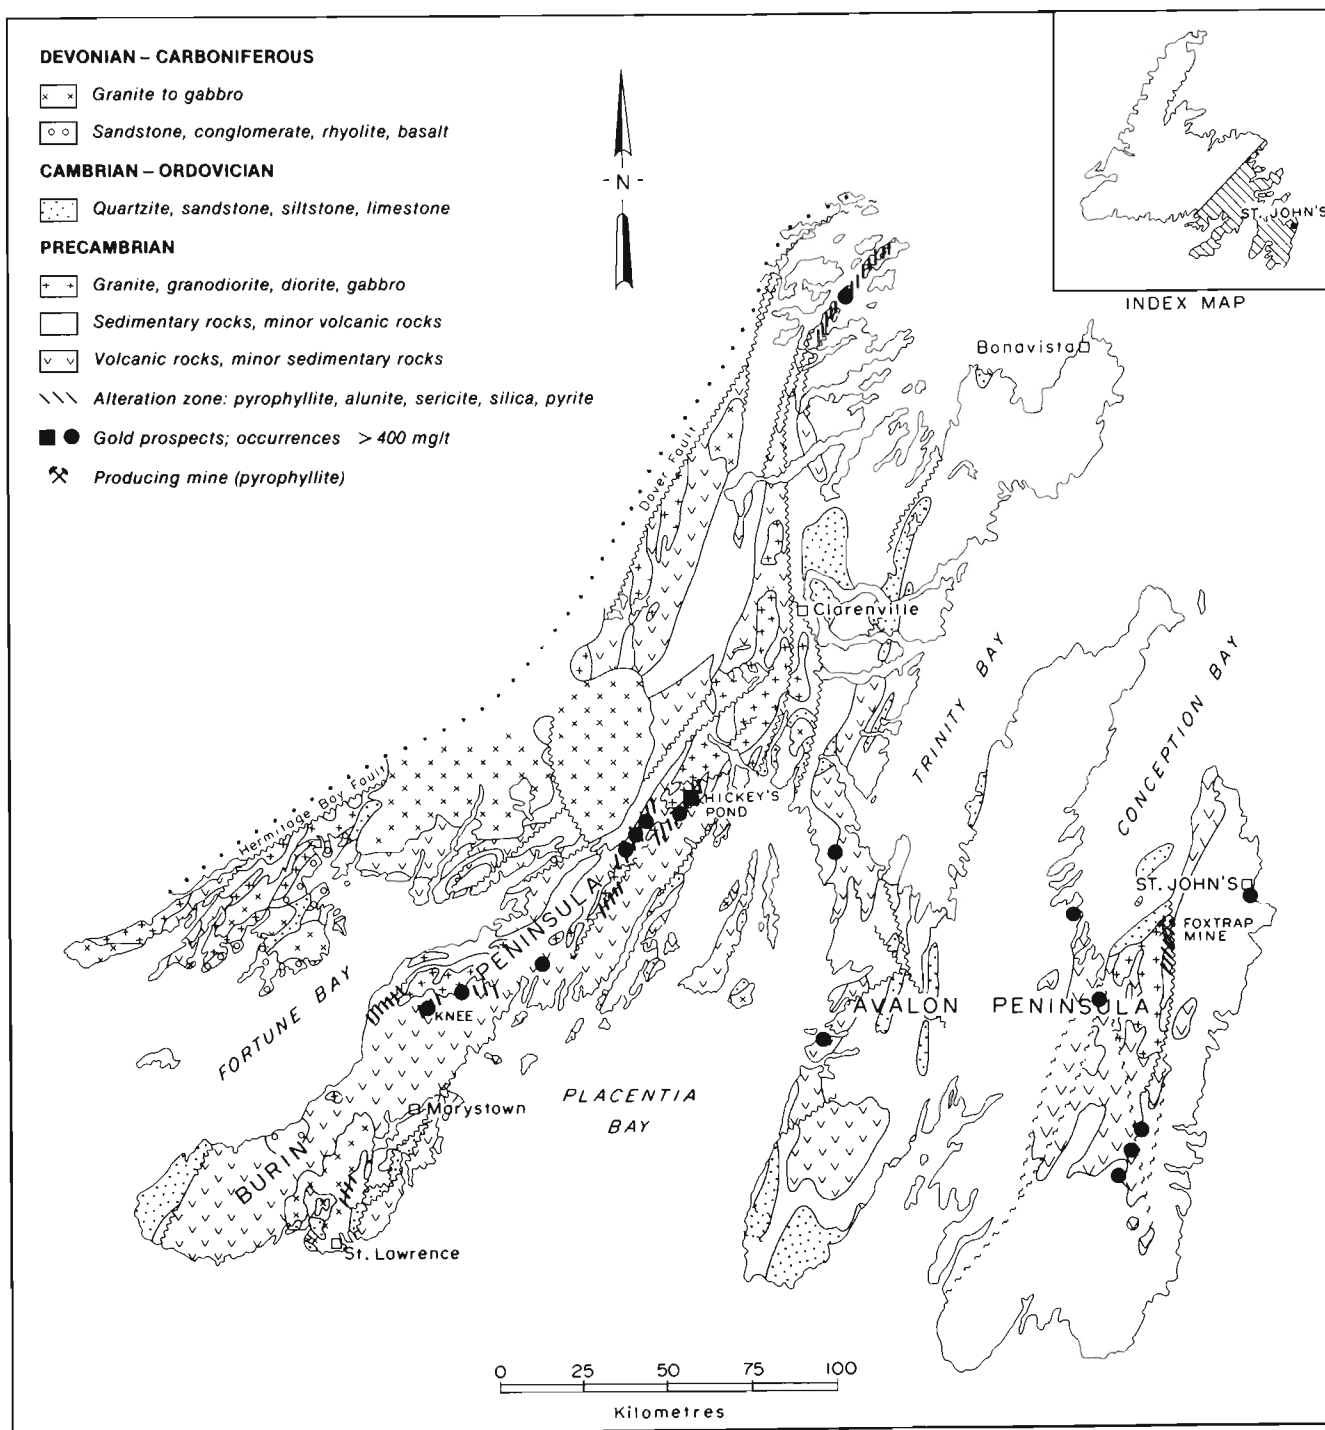 DEVONIAN – CARBONIFEROUS
Granite to gabbro
Sandstone, conglomerate, rhyolite, basalt
CAMBRIAN – ORDOVICIAN
Quartzite, sandstone, siltstone, limestone
PRECAMBRIAN
Granite, granodiorite, diorite, gabbro
Sedimentary rocks, minor volcanic rocks
Volcanic rocks, minor sedimentary rocks
Alteration zone: pyrophyllite, alunite, sericite, silica, pyrite
Gold prospects; occurrences > 400 mg/t
Producing mine (pyrophyllite)
N
ST. JOHN'S
INDEX MAP
Bonavista
Dover Fault
Clarenville
TRINITY BAY
CONCEPTION BAY
Hermitage Bay Fault
HICKEY'S
POND
ST. JOHN'S
FOXTRAP
MINE
FORTUNE BAY
KNEE
AVALON PENINSULA
PLACENTIA
BAY
Marystown
BURIN PENINSULA
St. Lawrence
0 25 50 75 100
Kilometres